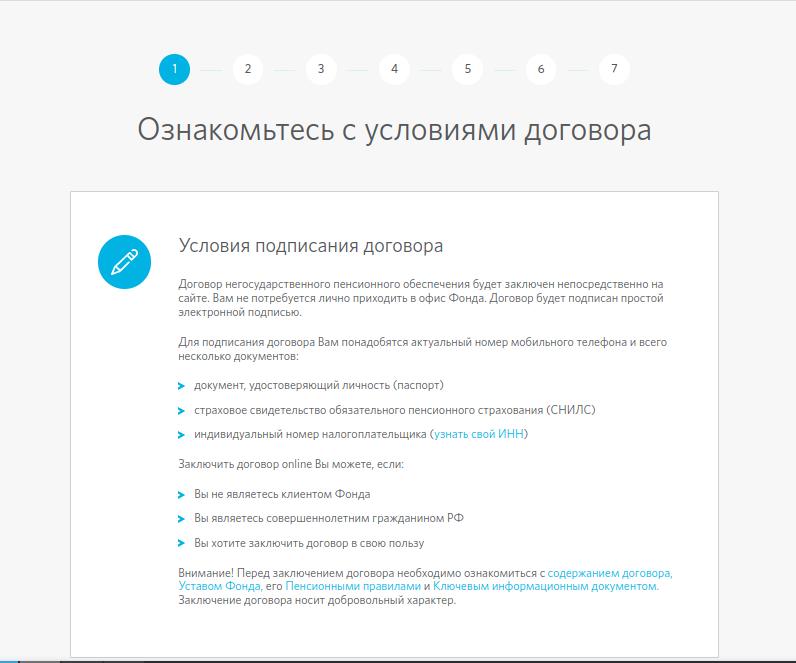 1 2 3 4 5 6 7
Ознакомьтесь с условиями договора
Условия подписания договора
Договор негосударственного пенсионного обеспечения будет заключен непосредственно на
сайте. Вам не потребуется лично приходить в офис Фонда. Договор будет подписан простой
электронной подписью.
Для подписания договора Вам понадобятся актуальный номер мобильного телефона и всего
несколько документов:
документ, удостоверяющий личность (паспорт)
страховое свидетельство обязательного пенсионного страхования (СНИЛС)
индивидуальный номер налогоплательщика (узнать свой ИНН)
Заключить договор online Вы можете, если:
Вы не являетесь клиентом Фонда
Вы являетесь совершеннолетним гражданином РФ
Вы хотите заключить договор в свою пользу
Внимание! Перед заключением договора необходимо ознакомиться с содержанием договора,
Уставом Фонда, его Пенсионными правилами и Ключевым информационным документом.
Заключение договора носит добровольный характер.